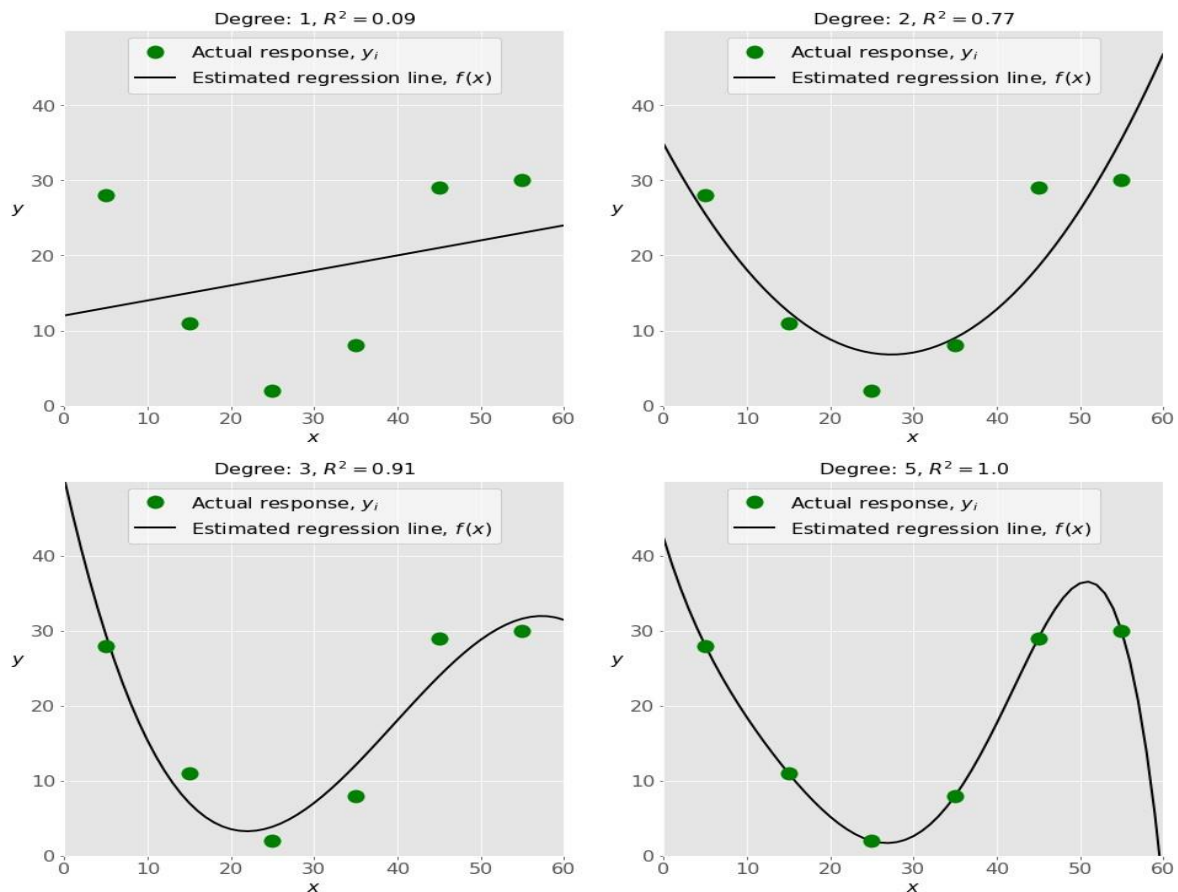 Degree: 1, R² = 0.09
Actual response, yᵢ
Estimated regression line, f(x)
40
30
y
20
10
0
0 10 20 30 40 50 60
x
Degree: 2, R² = 0.77
Actual response, yᵢ
Estimated regression line, f(x)
40
30
y
20
10
0
0 10 20 30 40 50 60
x
Degree: 3, R² = 0.91
Actual response, yᵢ
Estimated regression line, f(x)
40
30
y
20
10
0
0 10 20 30 40 50 60
x
Degree: 5, R² = 1.0
Actual response, yᵢ
Estimated regression line, f(x)
40
30
y
20
10
0
0 10 20 30 40 50 60
x